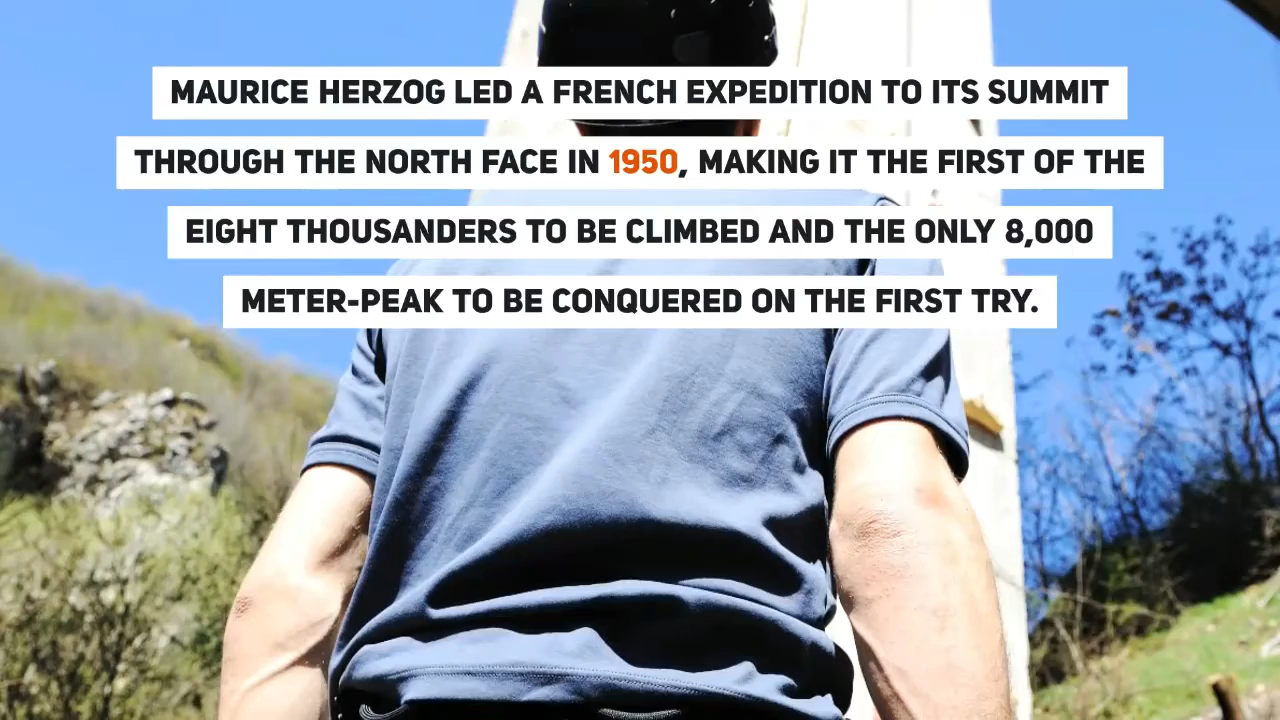 MAURICE HERZOG LED A FRENCH EXPEDITION TO ITS SUMMIT
THROUGH THE NORTH FACE IN 1950, MAKING IT THE FIRST OF THE
EIGHT THOUSANDERS TO BE CLIMBED AND THE ONLY 8,000
METER-PEAK TO BE CONQUERED ON THE FIRST TRY.